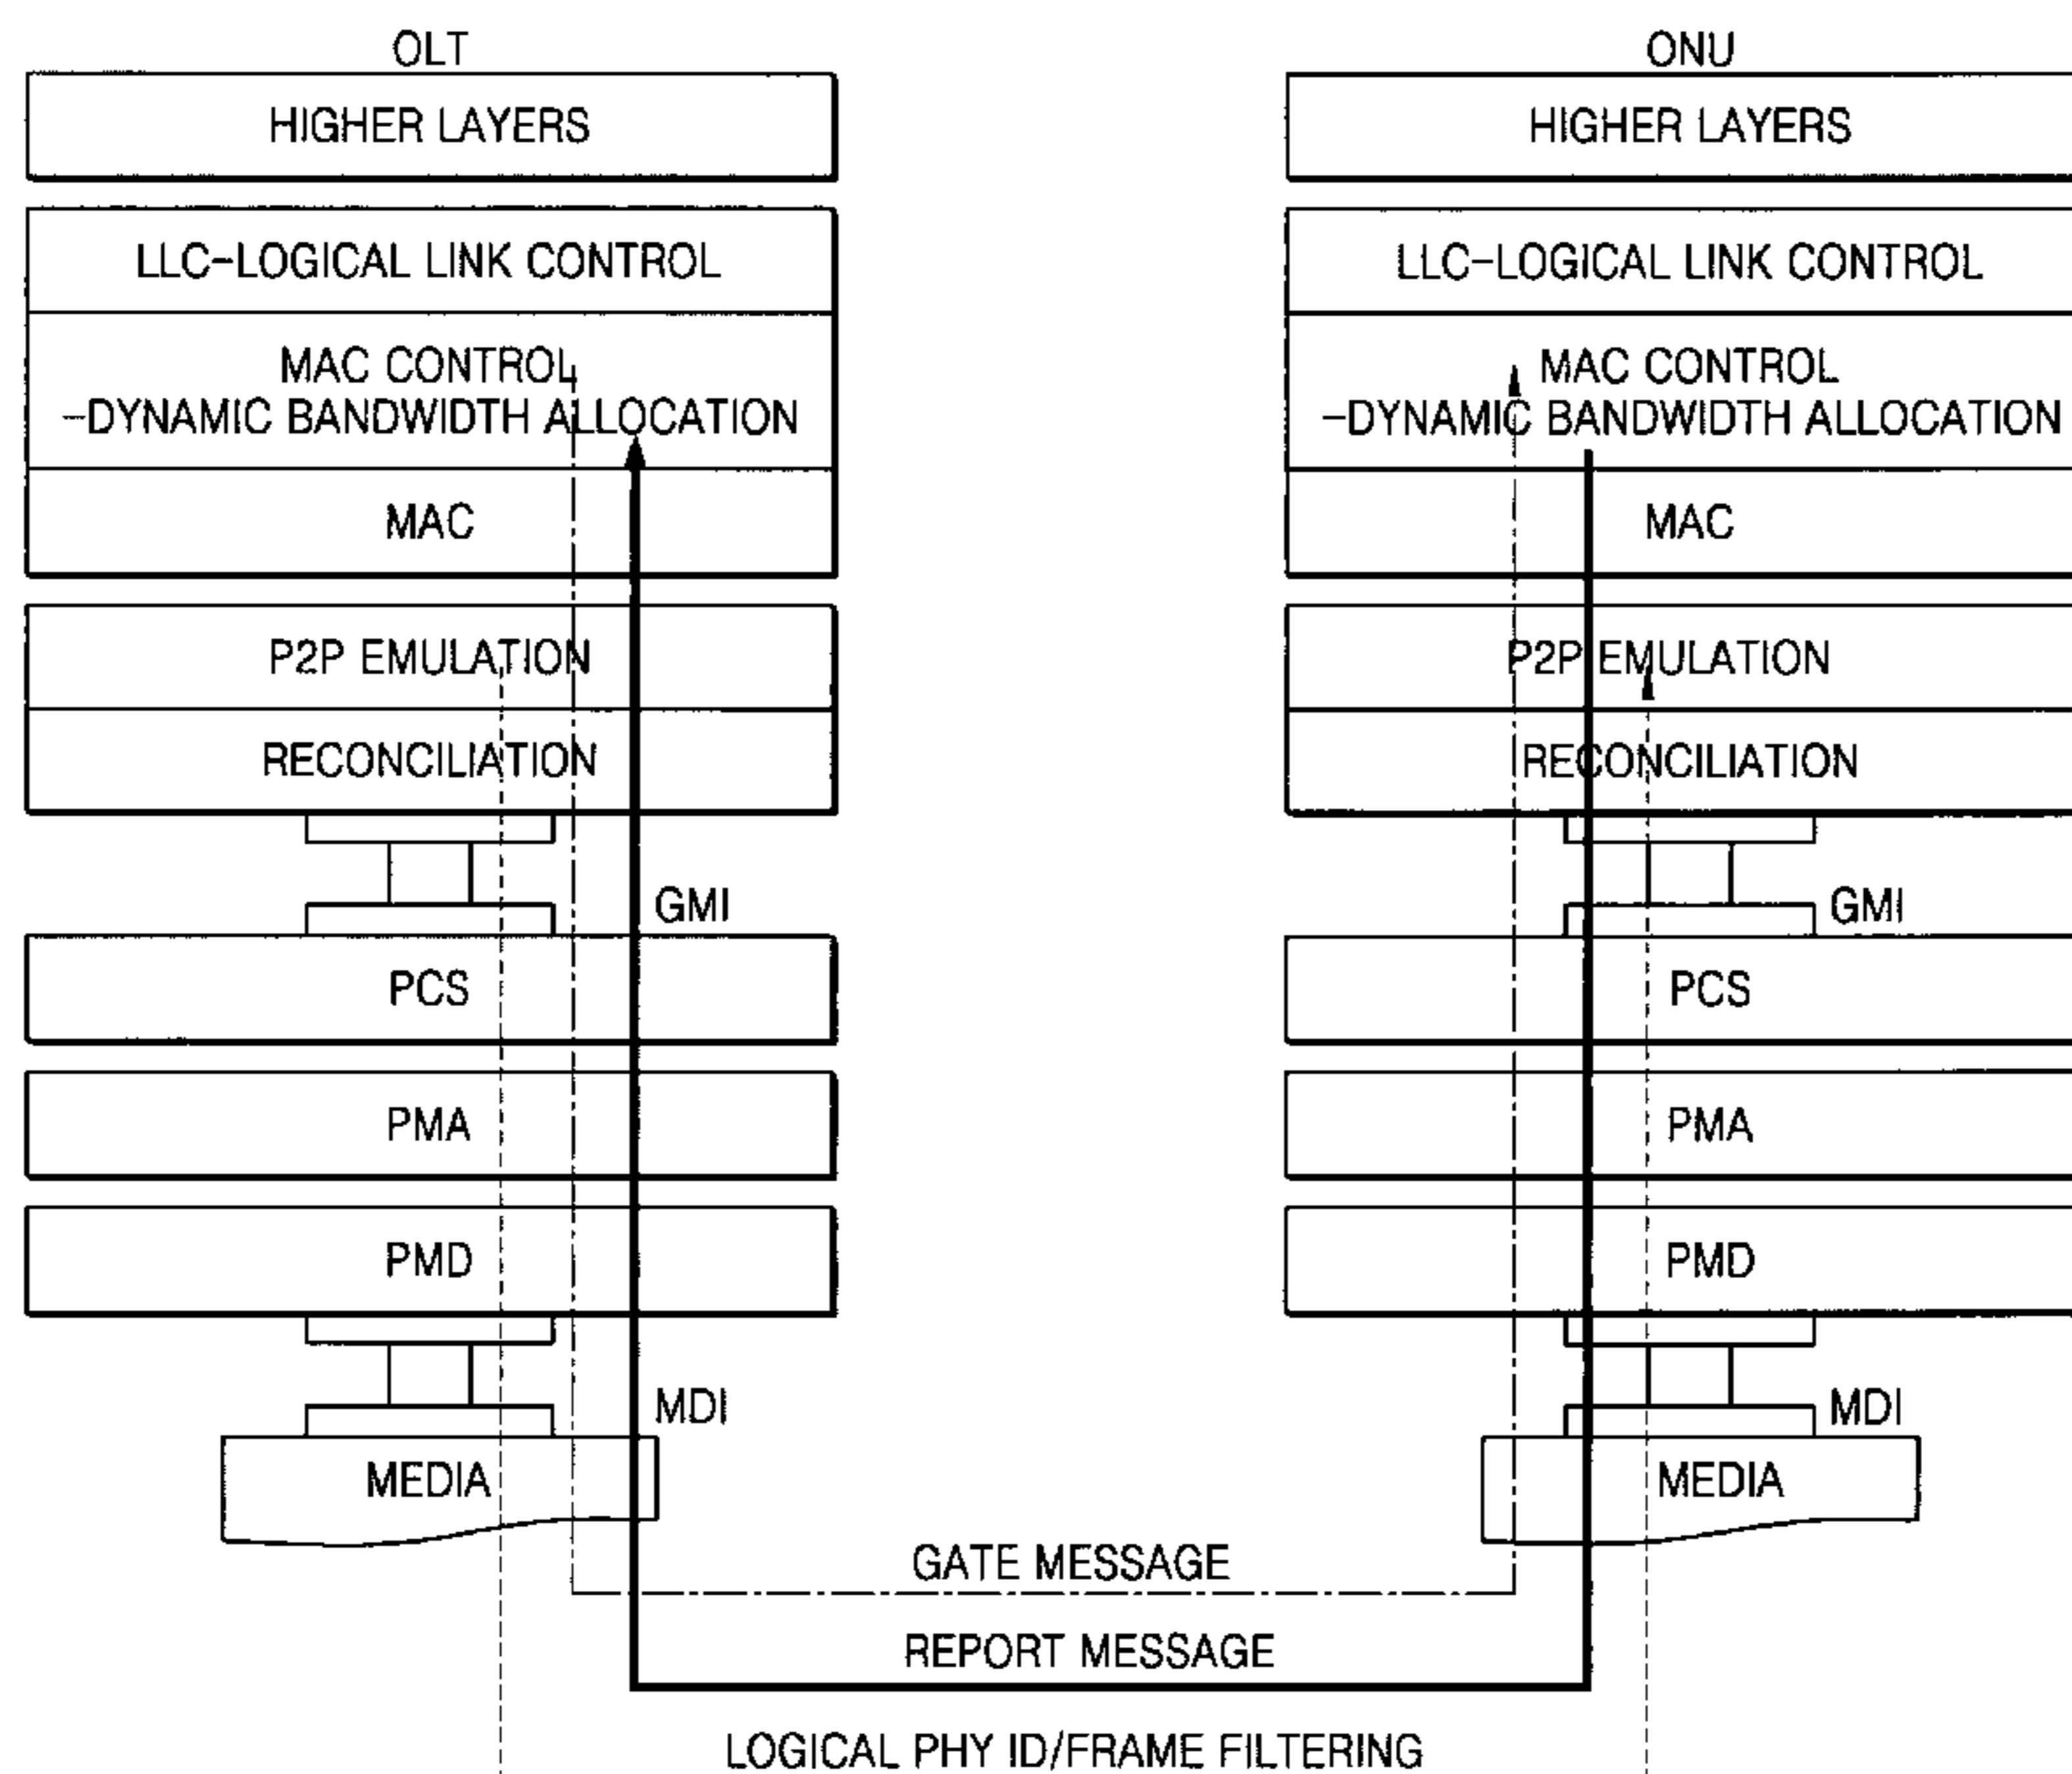 OLT
HIGHER LAYERS
LLC-LOGICAL LINK CONTROL
MAC CONTROL
-DYNAMIC BANDWIDTH ALLOCATION
MAC
P2P EMULATION
RECONCILIATION
GMI
PCS
PMA
PMD
MDI
MEDIA
ONU
HIGHER LAYERS
LLC-LOGICAL LINK CONTROL
MAC CONTROL
-DYNAMIC BANDWIDTH ALLOCATION
MAC
P2P EMULATION
RECONCILIATION
GMI
PCS
PMA
PMD
MDI
MEDIA
GATE MESSAGE
REPORT MESSAGE
LOGICAL PHY ID/FRAME FILTERING